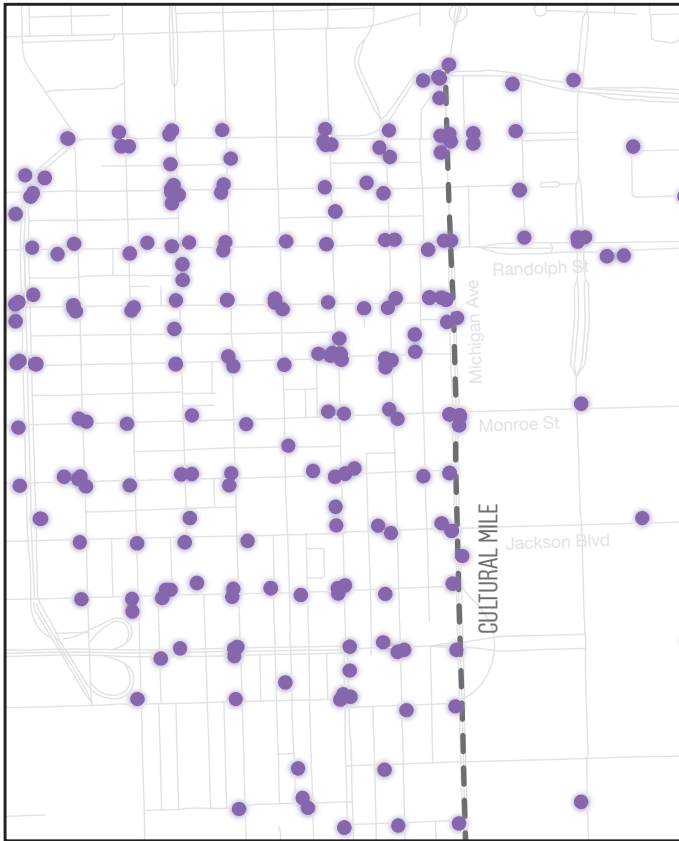 Randolph St
Michigan Ave
Monroe St
CULTURAL MILE
Jackson Blvd